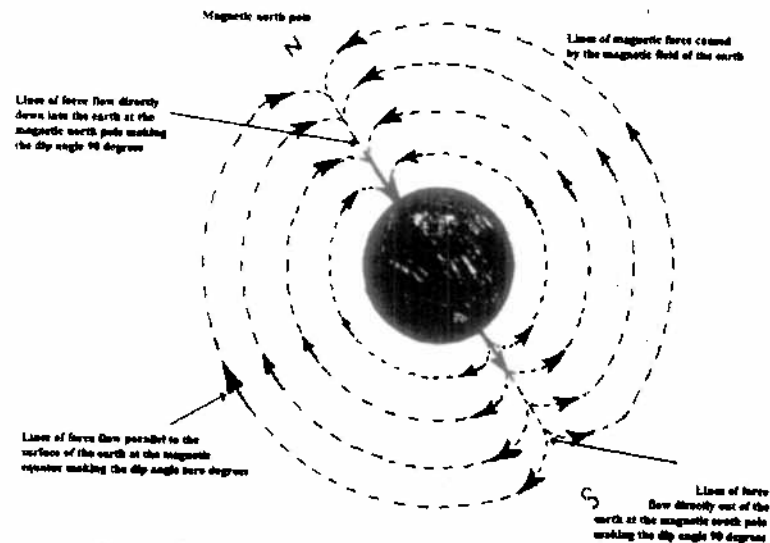 Magnetic north pole
N
Lines of magnetic force caused
by the magnetic field of the earth
Lines of force flow directly
down into the earth at the
magnetic north pole making
the dip angle 90 degrees
Lines of force flow parallel to the
surface of the earth at the magnetic
equator making the dip angle zero degrees
S
Lines of force
flow directly out of the
earth at the magnetic south pole
making the dip angle 90 degrees